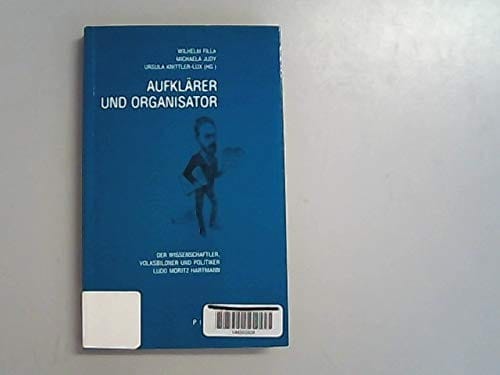 WILHELM FILLA
MICHAELA JUDY
URSULA KNITTLER-LUX (HG.)
AUFKLÄRER
UND ORGANISATOR
DER WISSENSCHAFTLER,
VOLKSBILDNER UND POLITIKER
LUDO MORITZ HARTMANN
P I